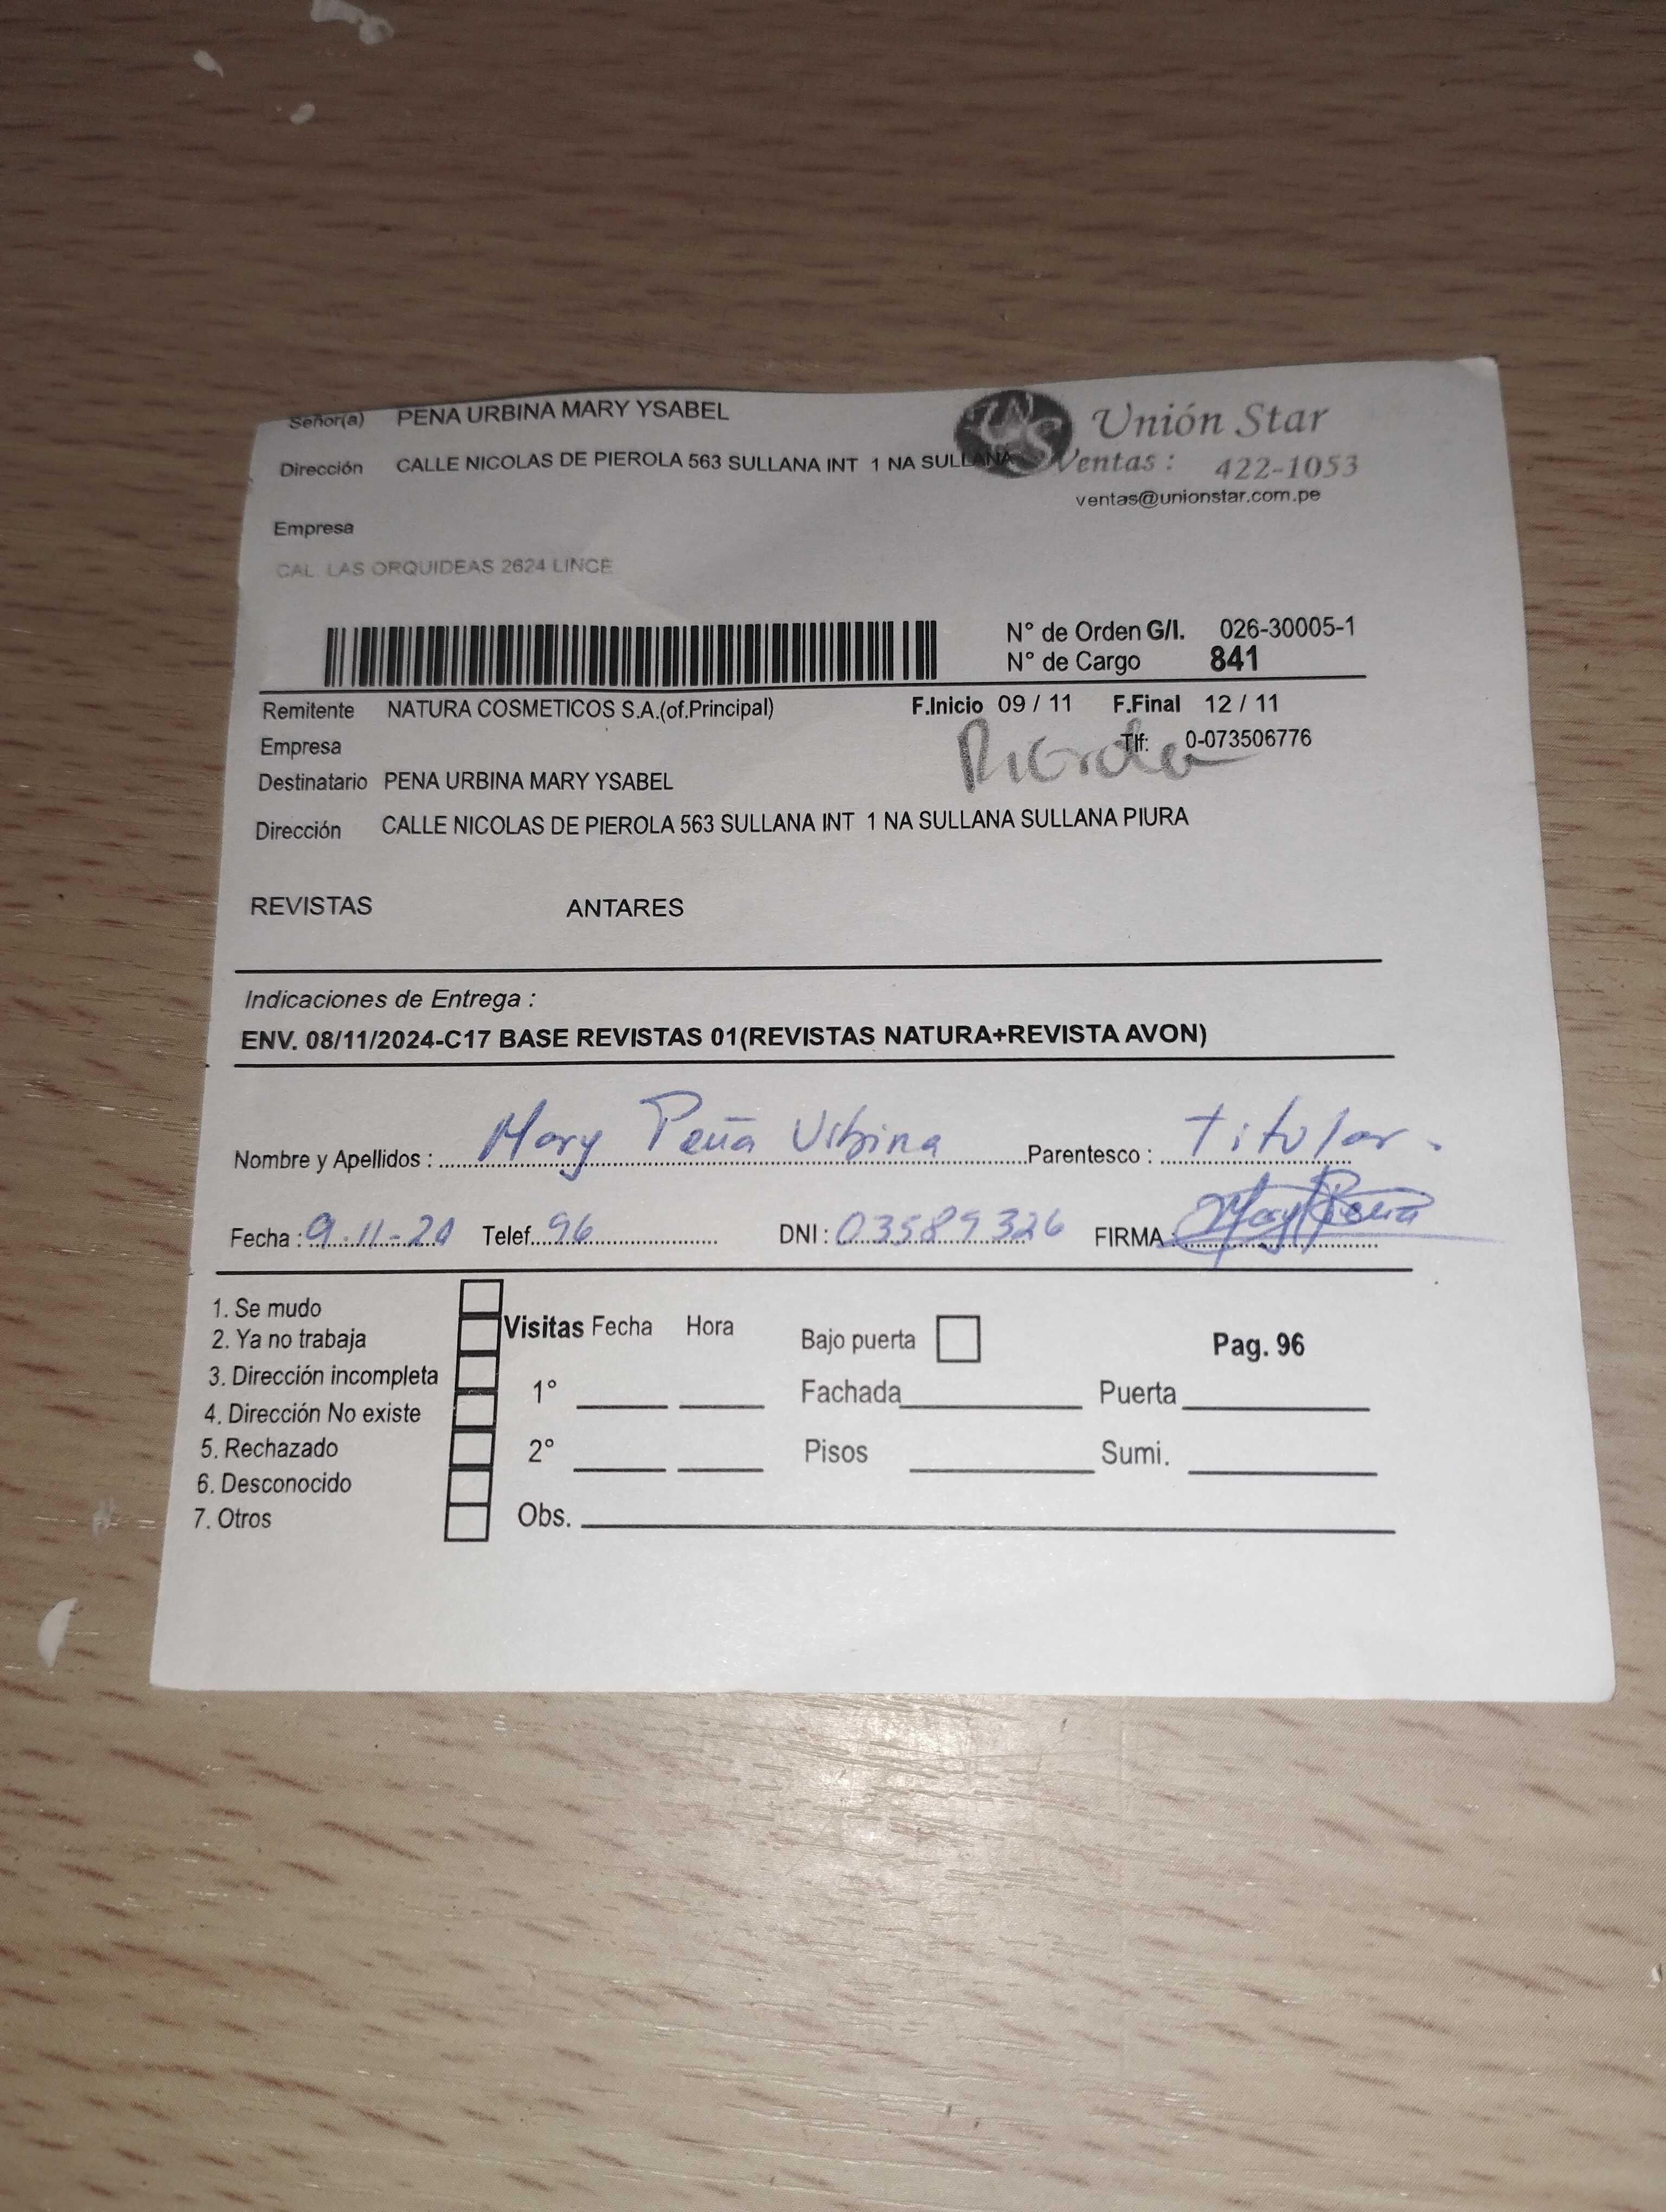 Señor(a) PENA URBINA MARY YSABEL
Unión Star
Dirección CALLE NICOLAS DE PIEROLA 563 SULLANA INT 1 NA SULLANA
Ventas : 422-1053
ventas@unionstar.com.pe
Empresa
CAL. LAS ORQUIDEAS 2624 LINCE
N° de Orden G/I. 026-30005-1
N° de Cargo 841
Remitente NATURA COSMETICOS S.A.(of.Principal) F.Inicio 09 / 11 F.Final 12 / 11
Empresa Pierola Tlf: 0-073506776
Destinatario PENA URBINA MARY YSABEL
Dirección CALLE NICOLAS DE PIEROLA 563 SULLANA INT 1 NA SULLANA SULLANA PIURA
REVISTAS ANTARES
Indicaciones de Entrega :
ENV. 08/11/2024-C17 BASE REVISTAS 01(REVISTAS NATURA+REVISTA AVON)
Nombre y Apellidos : Mary Peña Urbina Parentesco : Titular.
Fecha : 9-11-20 Telef. 96 DNI : 03589326 FIRMA Mary Peña
1. Se mudo
2. Ya no trabaja
3. Dirección incompleta
4. Dirección No existe
5. Rechazado
6. Desconocido
7. Otros
Visitas Fecha Hora Bajo puerta Pag. 96
1° Fachada Puerta
2° Pisos Sumi.
Obs.